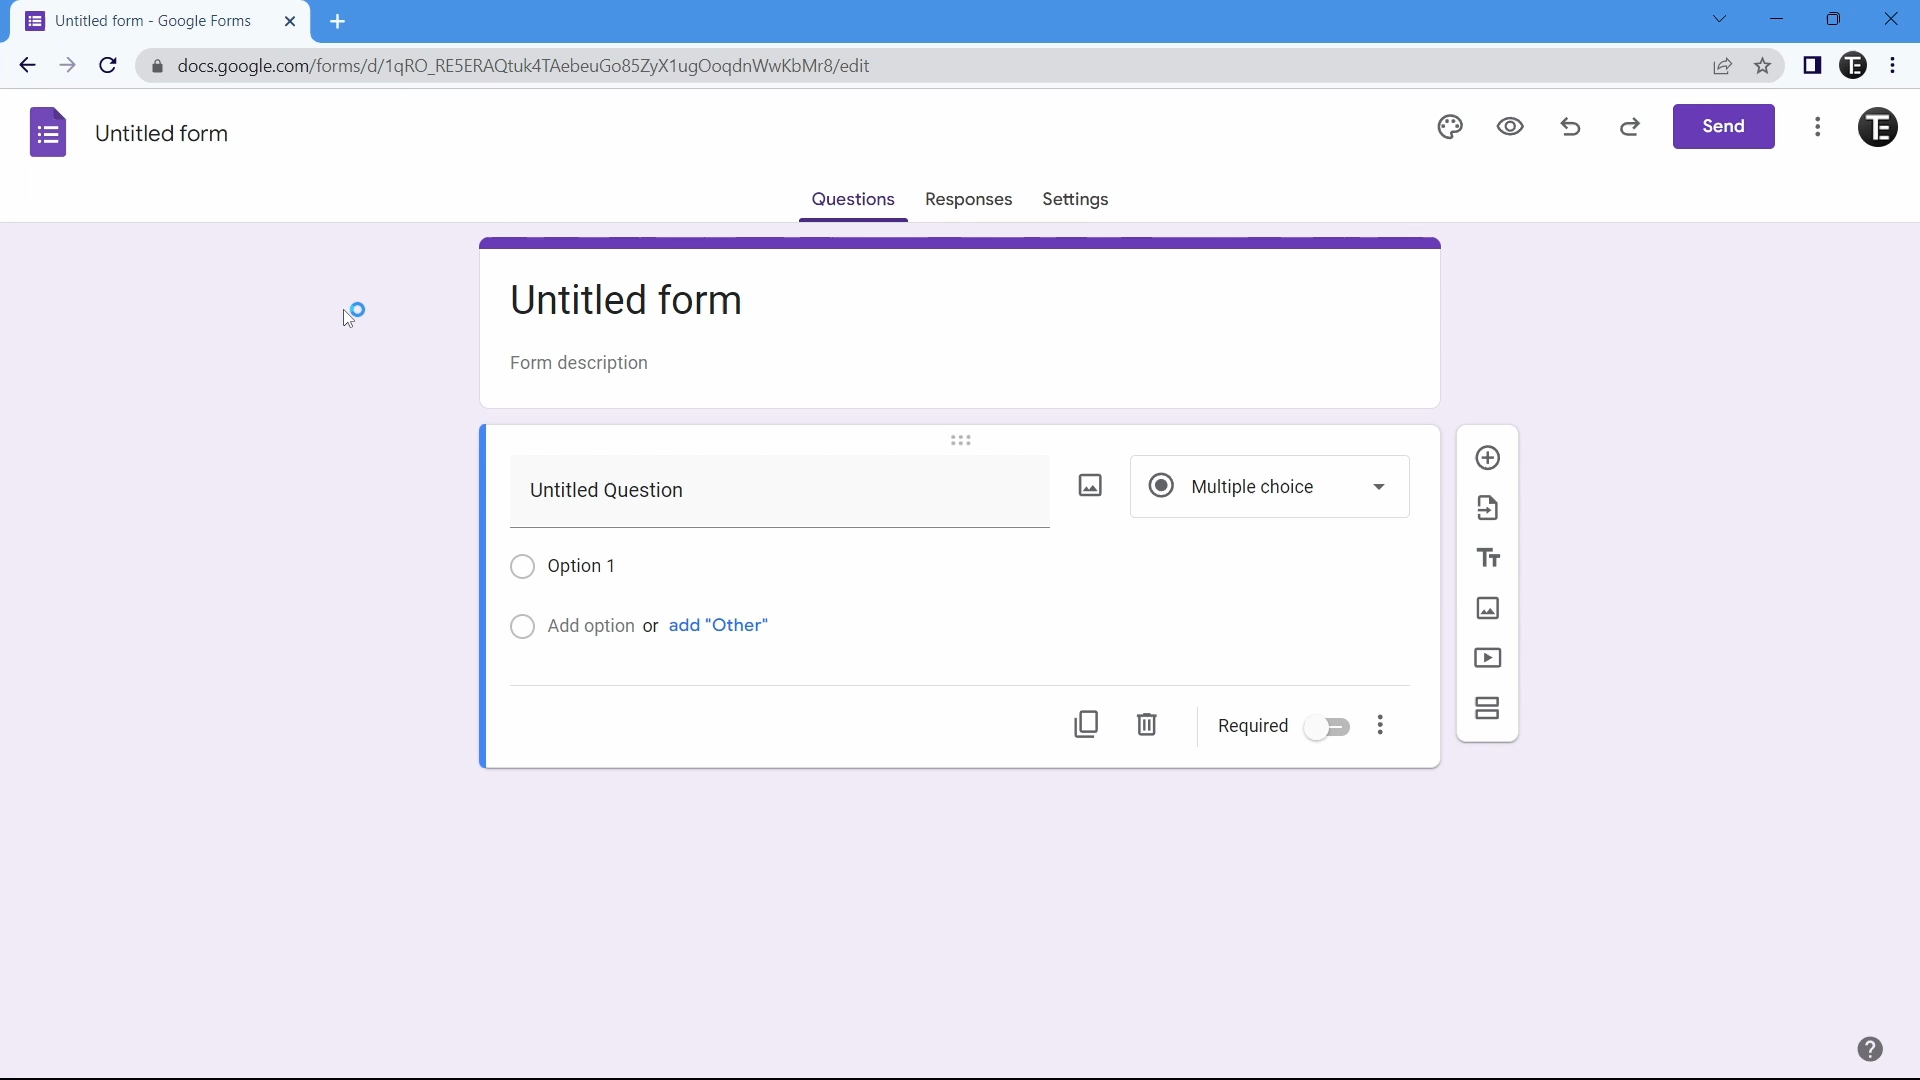 Untitled form - Google Forms
docs.google.com/forms/d/1qRO_RE5ERAQtuk4TAebeuGo85ZyX1ugOoqdnWwKbMr8/edit
Untitled form
Send
Questions Responses Settings
Untitled form
Form description
Untitled Question
Multiple choice
Option 1
Add option or add "Other"
Required